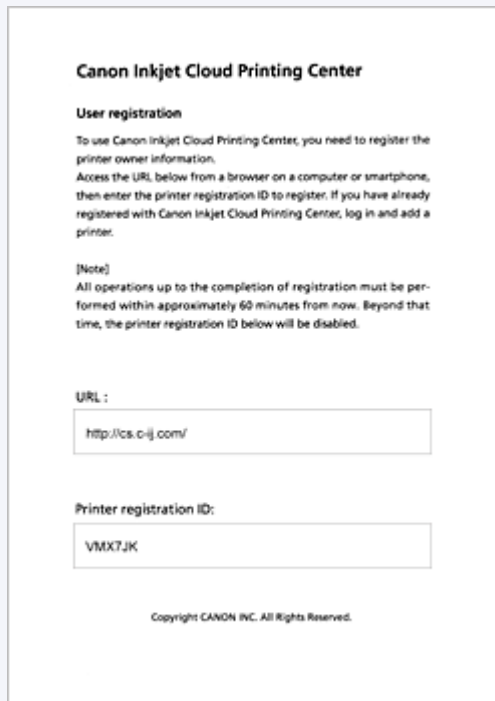 Canon Inkjet Cloud Printing Center
User registration
To use Canon Inkjet Cloud Printing Center, you need to register the
printer owner information.
Access the URL below from a browser on a computer or smartphone,
then enter the printer registration ID to register. If you have already
registered with Canon Inkjet Cloud Printing Center, log in and add a
printer.
[Note]
All operations up to the completion of registration must be per-
formed within approximately 60 minutes from now. Beyond that
time, the printer registration ID below will be disabled.
URL :
http://cs.c-ij.com/
Printer registration ID:
VMX7JK
Copyright CANON INC. All Rights Reserved.